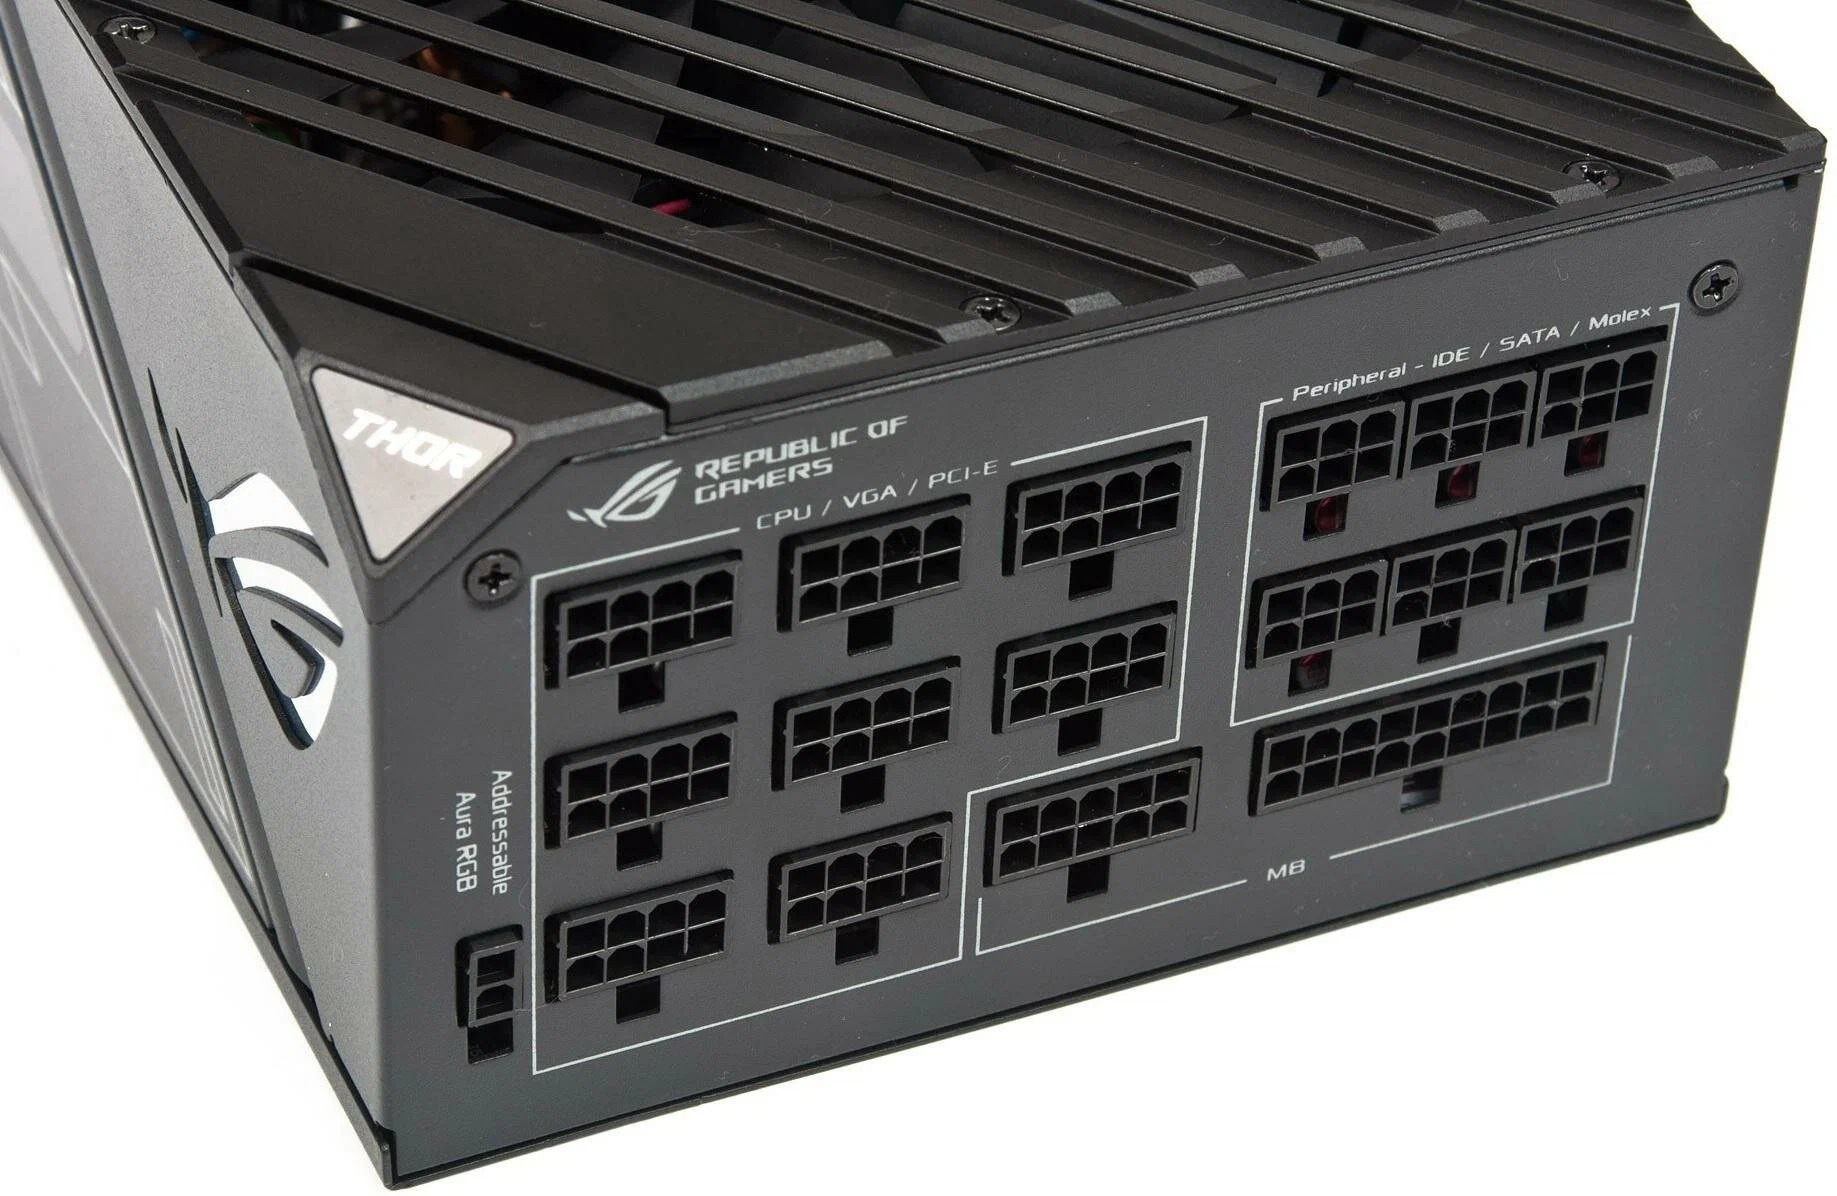 THOR
REPUBLIC OF
GAMERS
CPU / VGA / PCI-E
Peripheral - IDE / SATA / Molex
Addressable
Aura RGB
MB